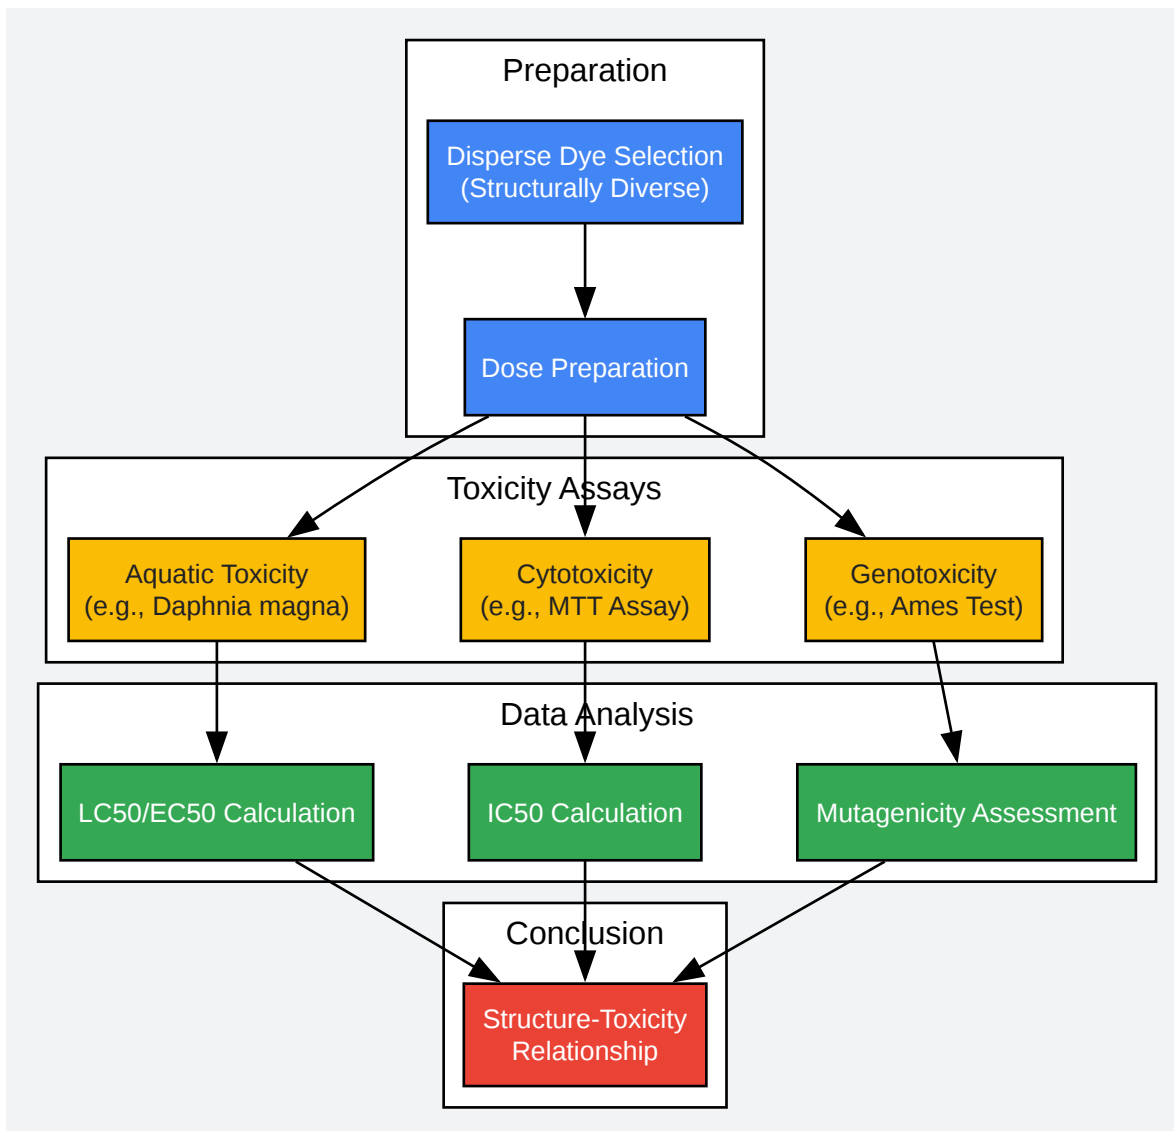 Preparation
Disperse Dye Selection
(Structurally Diverse)
Dose Preparation
Toxicity Assays
Aquatic Toxicity
(e.g., Daphnia magna)
Cytotoxicity
(e.g., MTT Assay)
Genotoxicity
(e.g., Ames Test)
Data Analysis
LC50/EC50 Calculation
IC50 Calculation
Mutagenicity Assessment
Conclusion
Structure-Toxicity
Relationship